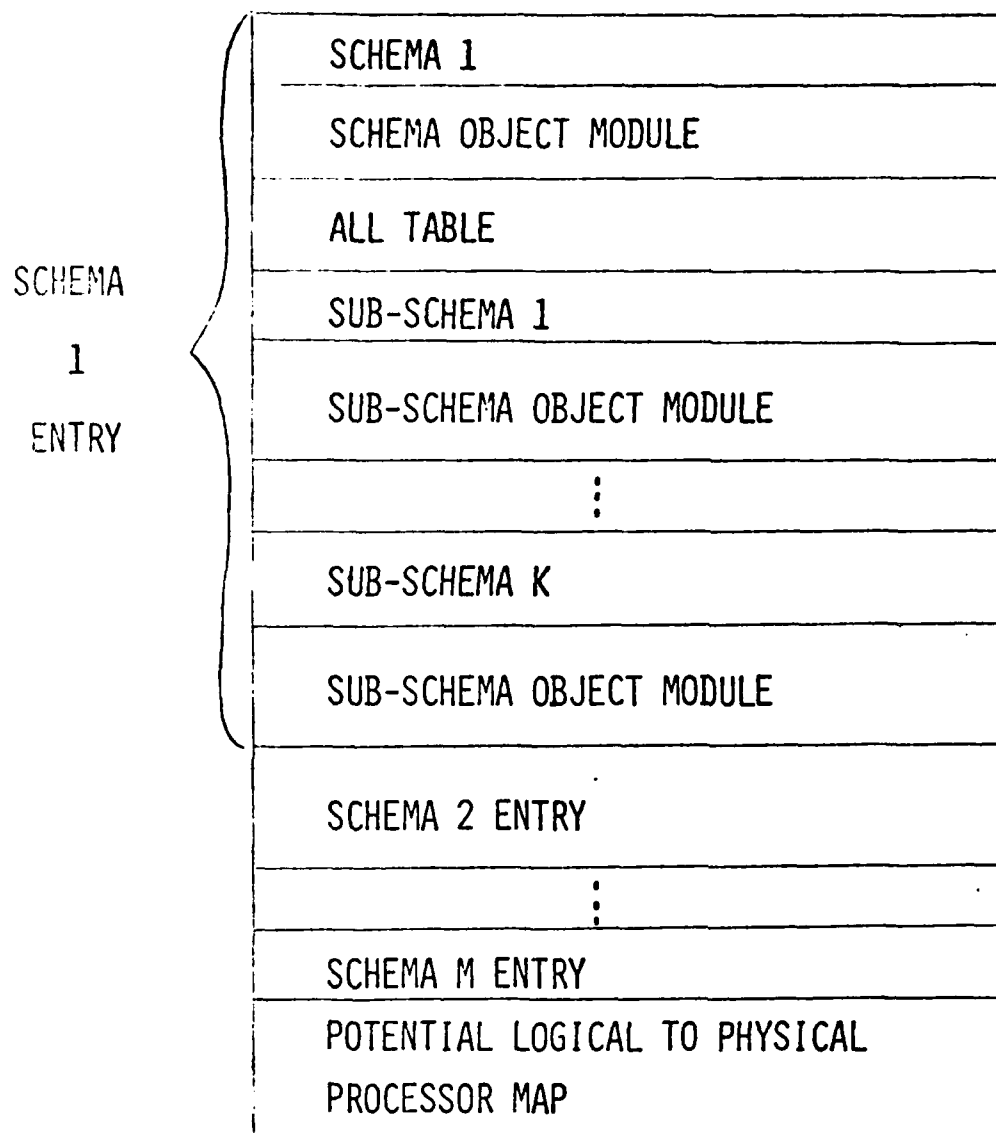 SCHEMA 1
SCHEMA OBJECT MODULE
ALL TABLE
SUB-SCHEMA 1
SUB-SCHEMA OBJECT MODULE
⋮
SUB-SCHEMA K
SUB-SCHEMA OBJECT MODULE
SCHEMA
1
ENTRY
SCHEMA 2 ENTRY
⋮
SCHEMA M ENTRY
POTENTIAL LOGICAL TO PHYSICAL
PROCESSOR MAP